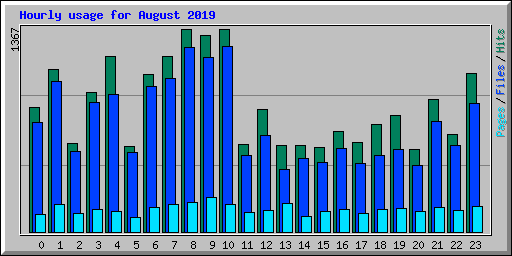 Hourly usage for August 2019
1367
Pages/Files/Hits
0 1 2 3 4 5 6 7 8 9 10 11 12 13 14 15 16 17 18 19 20 21 22 23